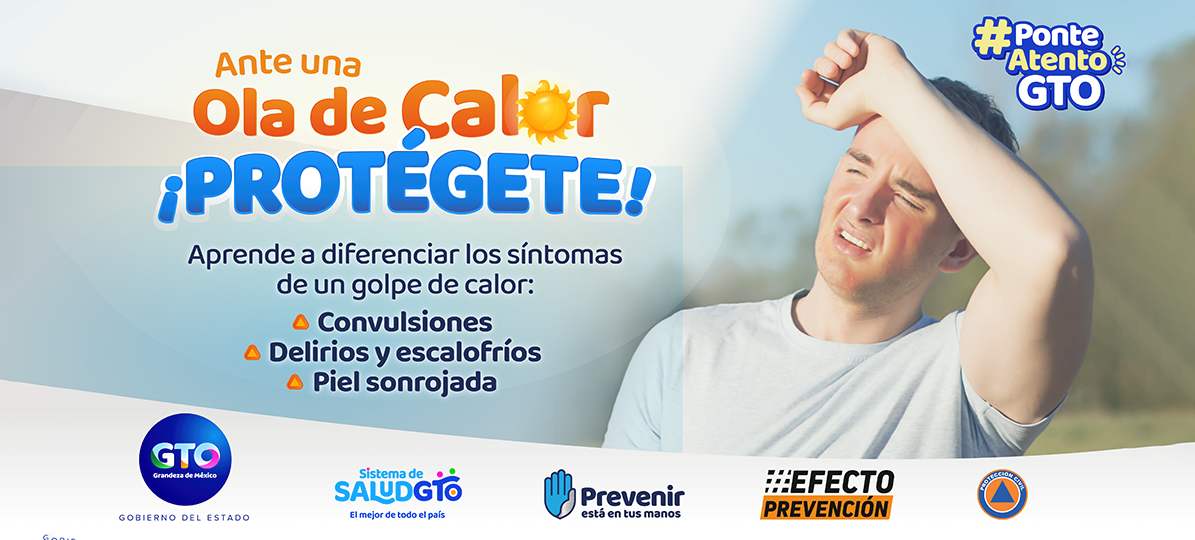 Ante una
Ola de Calor
¡PROTÉGETE!
Aprende a diferenciar los síntomas
de un golpe de calor:
Convulsiones
Delirios y escalofríos
Piel sonrojada
#Ponte
Atento
GTO
GTO
Grandeza de México
GOBIERNO DEL ESTADO
Sistema de
SALUDGTO
El mejor de todo el país
Prevenir
está en tus manos
#EFECTO
PREVENCIÓN
PROTECCIÓN CIVIL